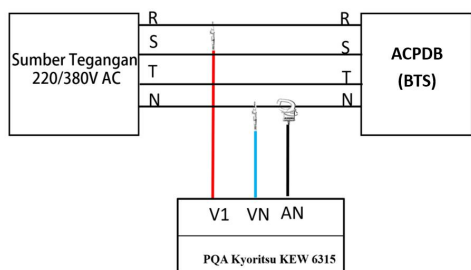 R R
S S
Sumber Tegangan
220/380V AC
ACPDB
(BTS)
T T
N N
V1 VN AN
PQA Kyoritsu KEW 6315